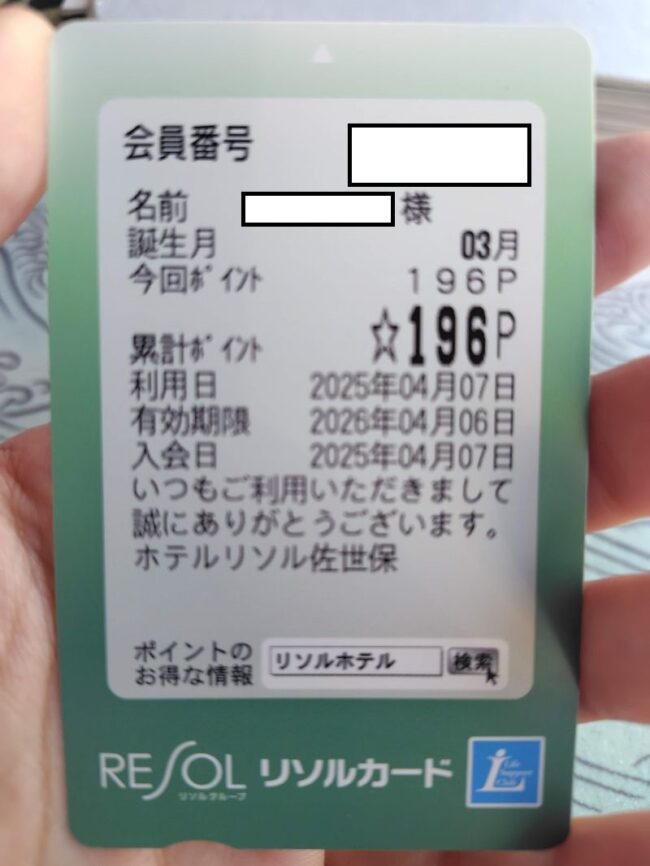 会員番号
名前 様
誕生月 03月
今回ﾎﾟｲﾝﾄ 196P
累計ﾎﾟｲﾝﾄ ☆196P
利用日 2025年04月07日
有効期限 2026年04月06日
入会日 2025年04月07日
いつもご利用いただきまして
誠にありがとうございます。
ホテルリソル佐世保
ポイントの
お得な情報 リソルホテル 検索
RESOL リソルカード
リソルグループ
Life
Support
Club